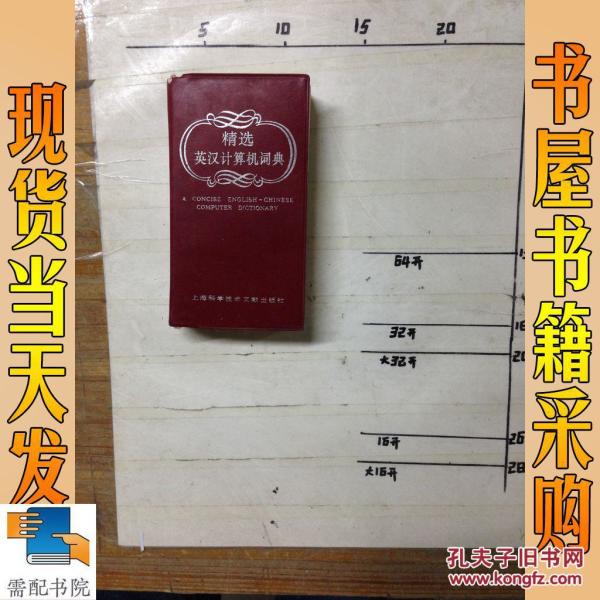 5 10 15 20
现货当天发
书屋书籍采购
精选
英汉计算机词典
A CONCISE ENGLISH-CHINESE
COMPUTER DICTIONARY
上海科学技术文献出版社
64开
32开
大32开
16开 26
大16开 28
需配书院
孔夫子旧书网
www.kongfz.com